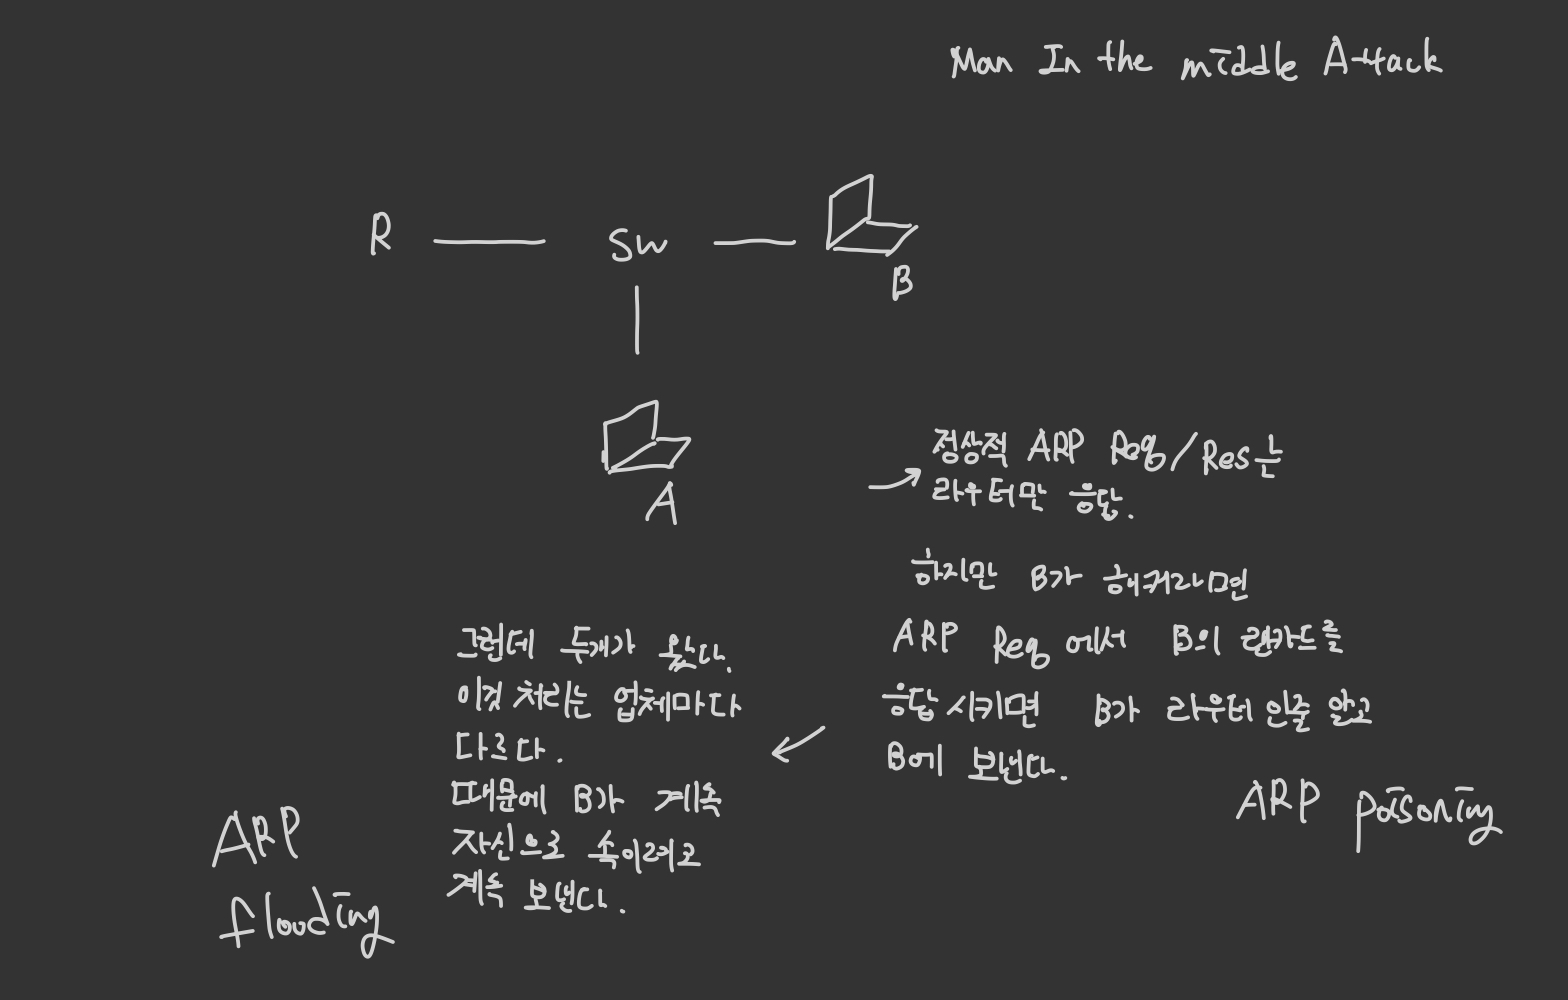 Man In the middle Attack
R
SW
B
A
정상적 ARP Req/Res는
라우터만 응답.
하지만 B가 해커라면
ARP Req에서 B의 랜카드를
응답시키면 B가 라우터인줄 알고
B에 보낸다.
ARP poisoning
그런데 두개가 왔다.
이것 처리는 업체마다
다르다.
때문에 B가 계속
자신으로 속이려고
계속 보낸다.
ARP
flooding